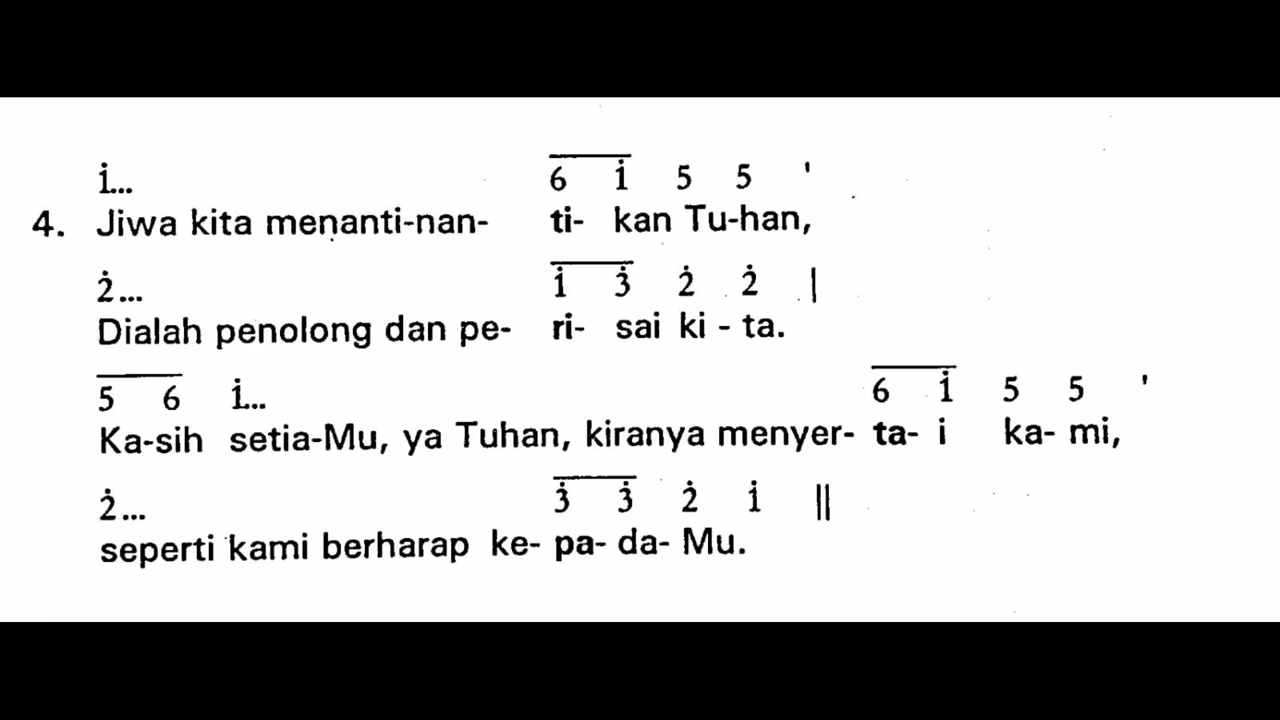 i̇... 6 i̇ 5 5 '
4. Jiwa kita menanti-nan- ti- kan Tu-han,
2̇... i̇ 3̇ 2̇ 2̇ |
Dialah penolong dan pe- ri- sai ki - ta.
5 6 i̇... 6 i̇ 5 5 '
Ka-sih setia-Mu, ya Tuhan, kiranya menyer- ta- i ka- mi,
2̇... 3̇ 3̇ 2̇ i̇ ||
seperti kami berharap ke- pa- da- Mu.